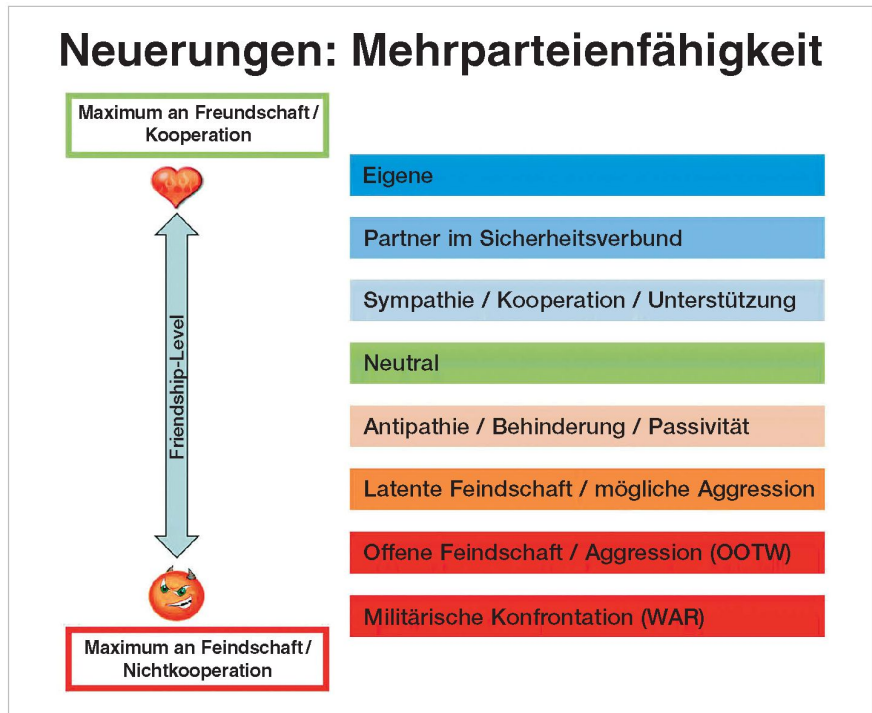 Neuerungen: Mehrparteienfähigkeit
Maximum an Freundschaft /
Kooperation
Friendship-Level
Maximum an Feindschaft /
Nichtkooperation
Eigene
Partner im Sicherheitsverbund
Sympathie / Kooperation / Unterstützung
Neutral
Antipathie / Behinderung / Passivität
Latente Feindschaft / mögliche Aggression
Offene Feindschaft / Aggression (OOTW)
Militärische Konfrontation (WAR)